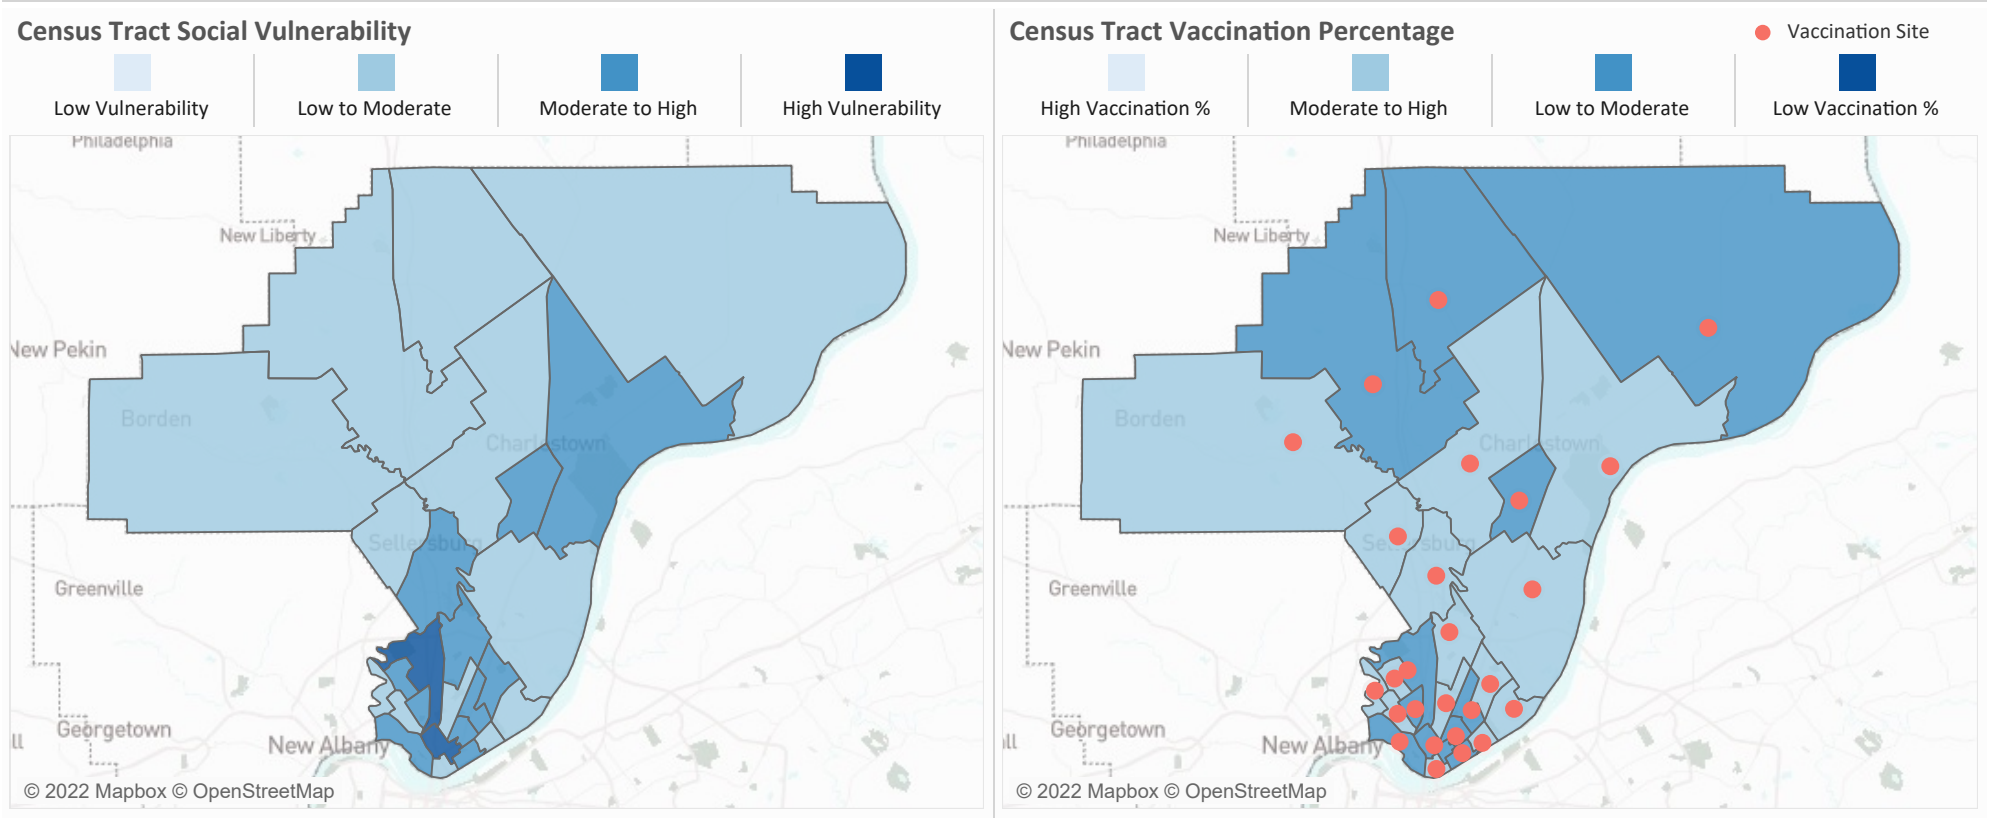 Census Tract Social Vulnerability
Low Vulnerability
Low to Moderate
Moderate to High
High Vulnerability
Philadelphia
New Liberty
New Pekin
Borden
Charlestown
Sellersburg
Greenville
Georgetown
ll
New Albany
© 2022 Mapbox © OpenStreetMap
Census Tract Vaccination Percentage
Vaccination Site
High Vaccination %
Moderate to High
Low to Moderate
Low Vaccination %
Philadelphia
New Liberty
New Pekin
Borden
Charlestown
Sellersburg
Greenville
Georgetown
ll
New Albany
© 2022 Mapbox © OpenStreetMap